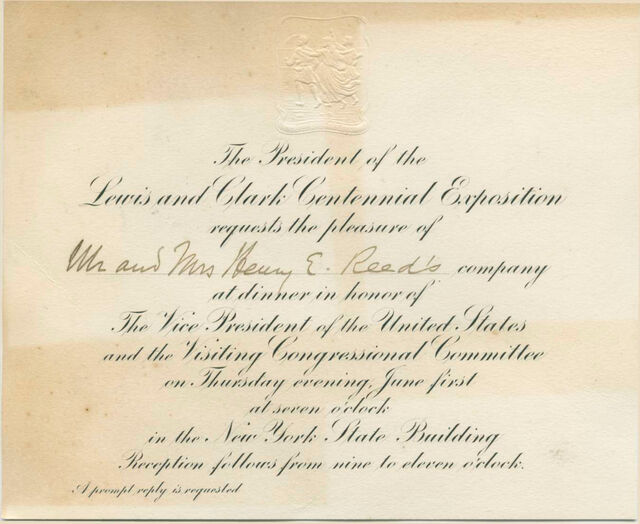 The President of the
Lewis and Clark Centennial Exposition
requests the pleasure of
Mr and Mrs Henry E. Reed's company
at dinner in honor of
The Vice President of the United States
and the Visiting Congressional Committee
on Thursday evening, June first
at seven o'clock
in the New York State Building
Reception follows from nine to eleven o'clock.
A prompt reply is requested